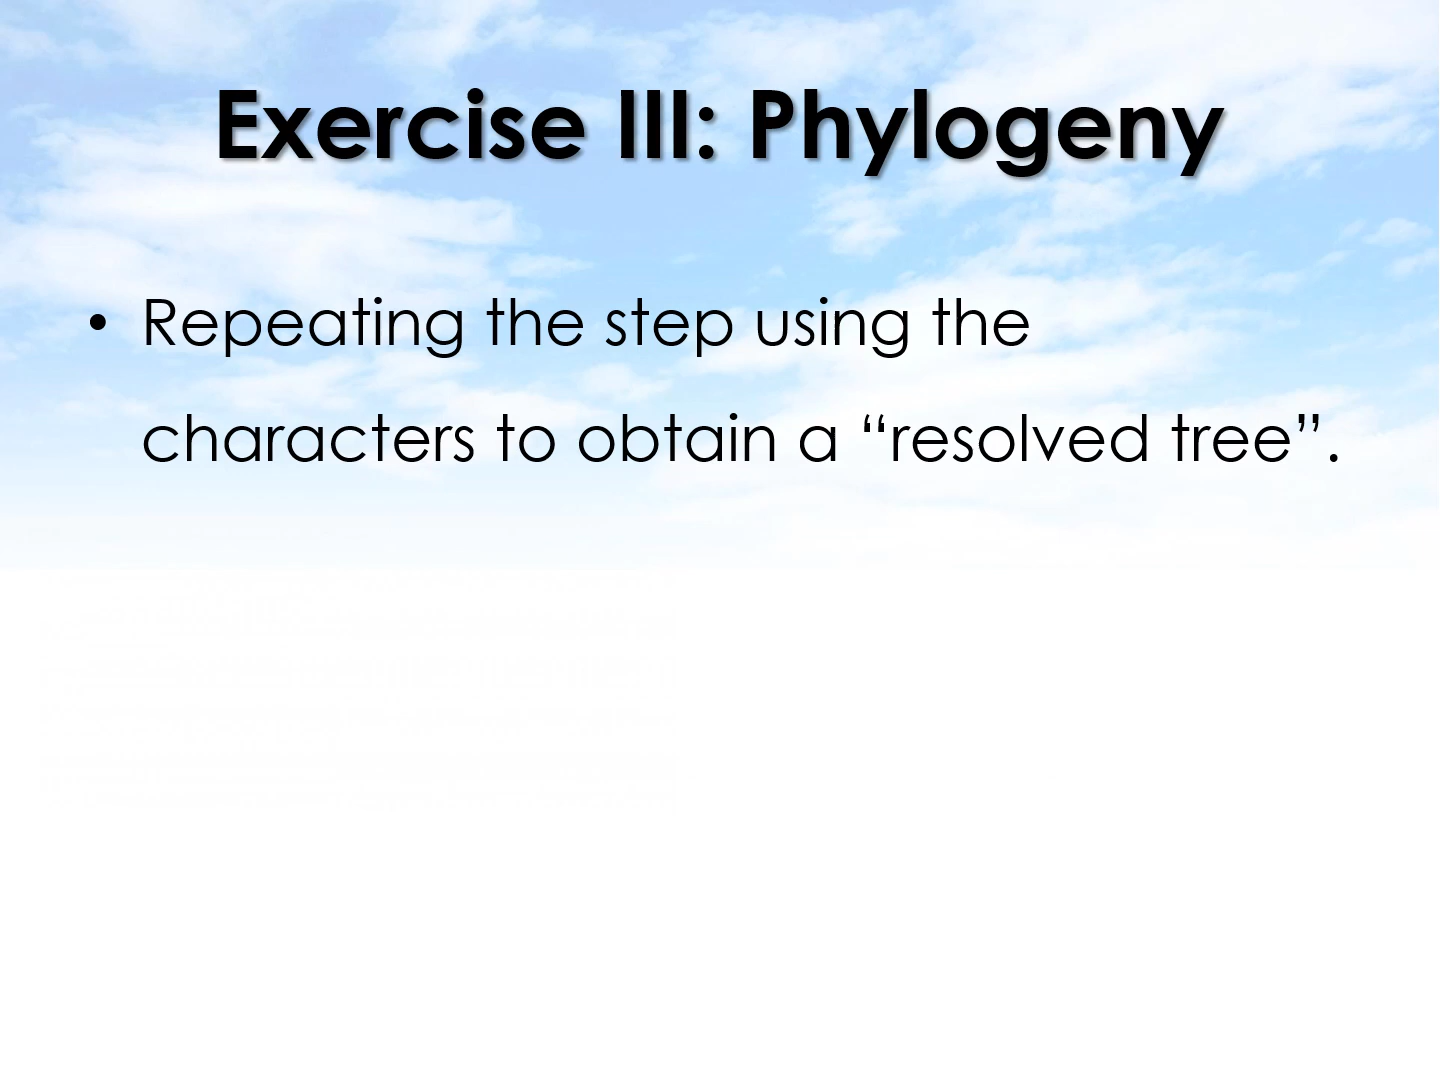 Exercise III: Phylogeny
• Repeating the step using the
characters to obtain a “resolved tree”.